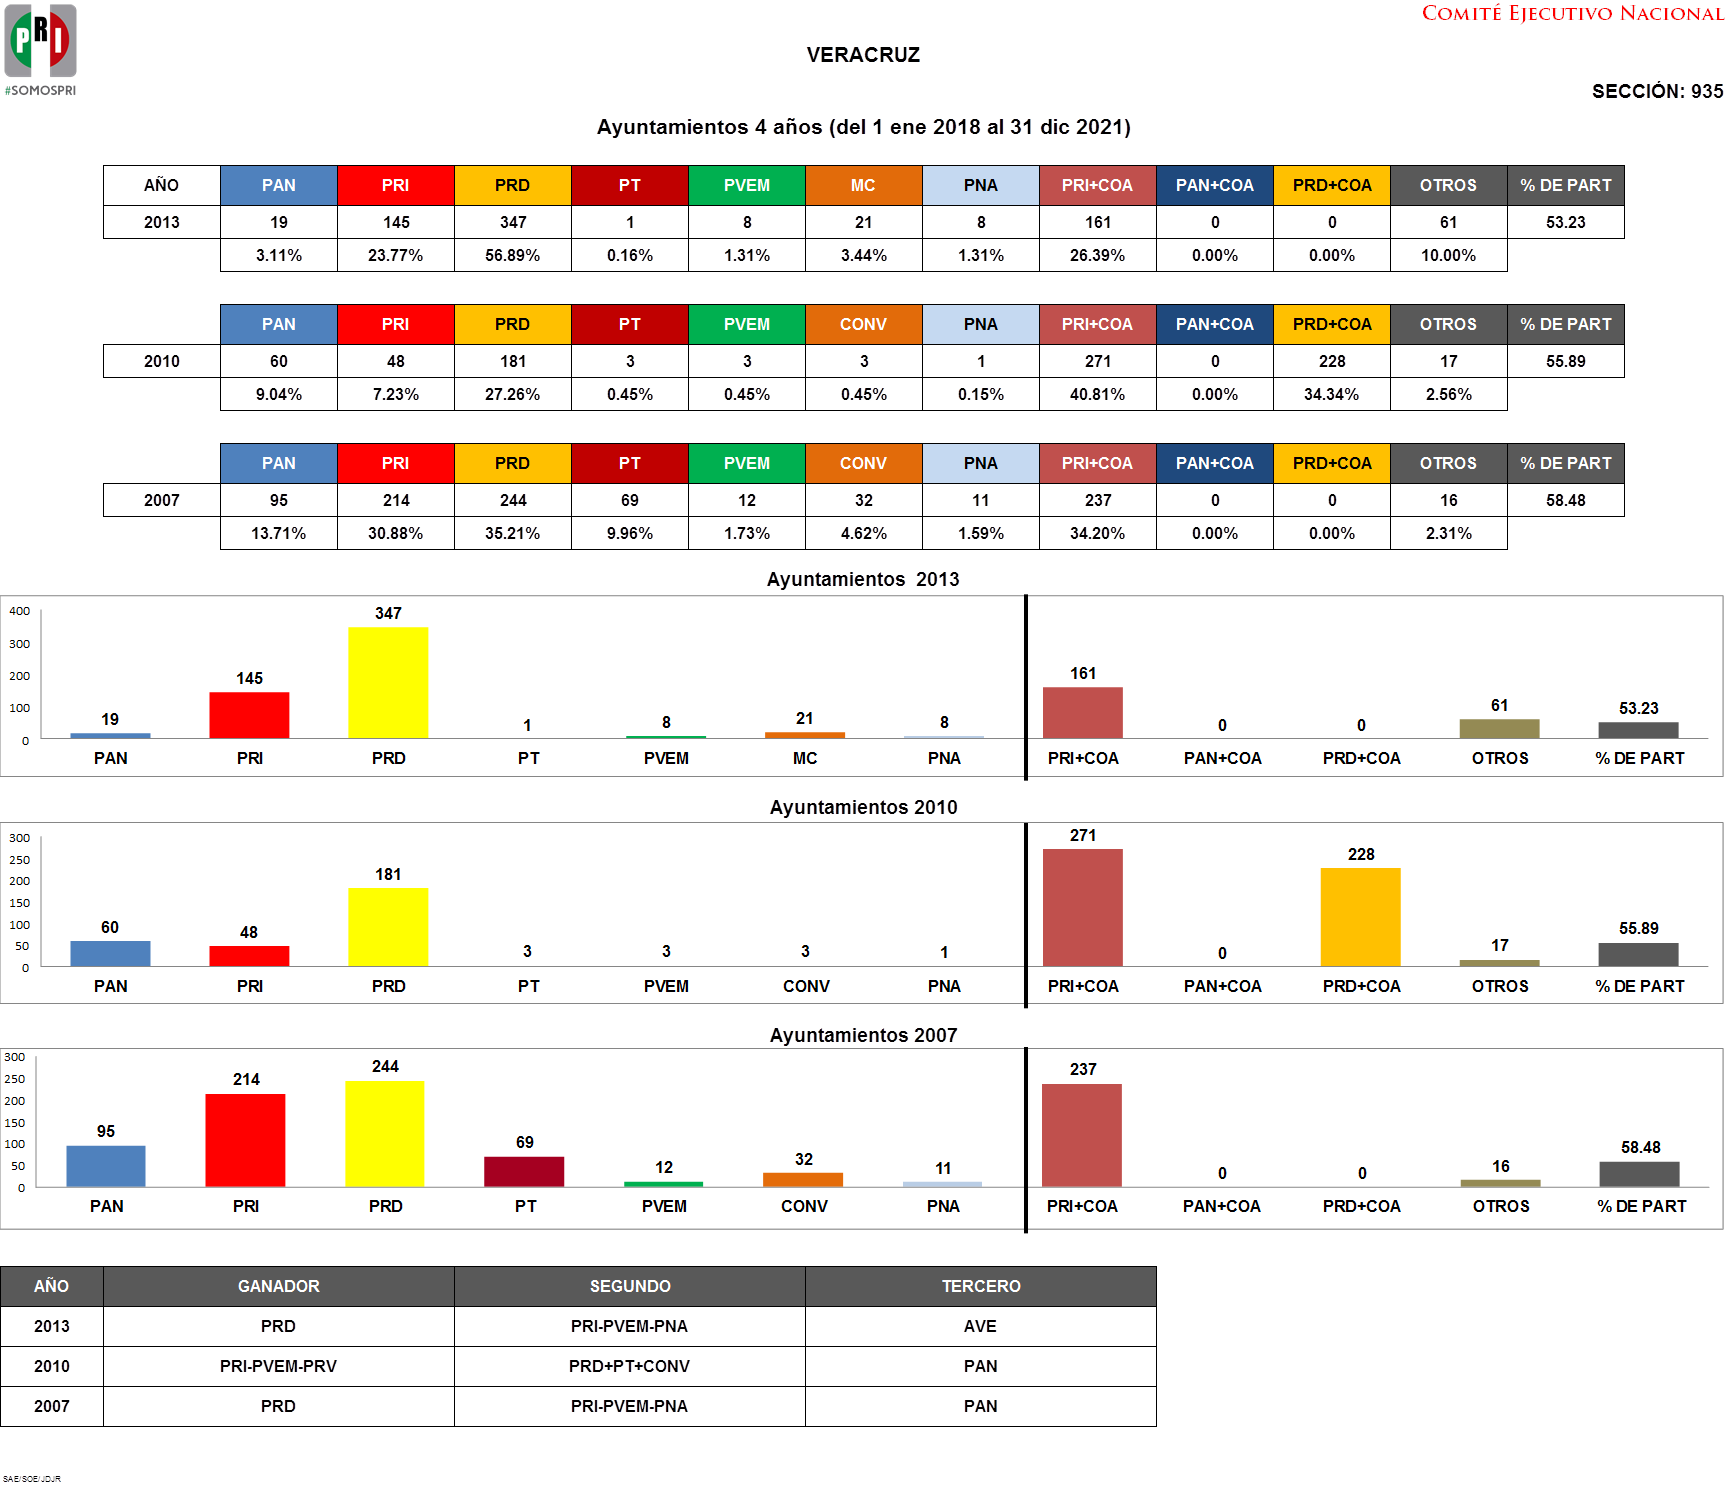 PRI
#SOMOSPRI
COMITÉ EJECUTIVO NACIONAL
VERACRUZ
SECCIÓN: 935
Ayuntamientos 4 años (del 1 ene 2018 al 31 dic 2021)
AÑO PAN PRI PRD PT PVEM MC PNA PRI+COA PAN+COA PRD+COA OTROS % DE PART
2013 19 145 347 1 8 21 8 161 0 0 61 53.23
3.11% 23.77% 56.89% 0.16% 1.31% 3.44% 1.31% 26.39% 0.00% 0.00% 10.00%
PAN PRI PRD PT PVEM CONV PNA PRI+COA PAN+COA PRD+COA OTROS % DE PART
2010 60 48 181 3 3 3 1 271 0 228 17 55.89
9.04% 7.23% 27.26% 0.45% 0.45% 0.45% 0.15% 40.81% 0.00% 34.34% 2.56%
PAN PRI PRD PT PVEM CONV PNA PRI+COA PAN+COA PRD+COA OTROS % DE PART
2007 95 214 244 69 12 32 11 237 0 0 16 58.48
13.71% 30.88% 35.21% 9.96% 1.73% 4.62% 1.59% 34.20% 0.00% 0.00% 2.31%
Ayuntamientos 2013
400
300
200
100
0
19 145 347 1 8 21 8 161 0 0 61 53.23
PAN PRI PRD PT PVEM MC PNA PRI+COA PAN+COA PRD+COA OTROS % DE PART
Ayuntamientos 2010
300
250
200
150
100
50
0
60 48 181 3 3 3 1 271 0 228 17 55.89
PAN PRI PRD PT PVEM CONV PNA PRI+COA PAN+COA PRD+COA OTROS % DE PART
Ayuntamientos 2007
300
250
200
150
100
50
0
95 214 244 69 12 32 11 237 0 0 16 58.48
PAN PRI PRD PT PVEM CONV PNA PRI+COA PAN+COA PRD+COA OTROS % DE PART
AÑO GANADOR SEGUNDO TERCERO
2013 PRD PRI-PVEM-PNA AVE
2010 PRI-PVEM-PRV PRD+PT+CONV PAN
2007 PRD PRI-PVEM-PNA PAN
SAE/SOE/JDJR